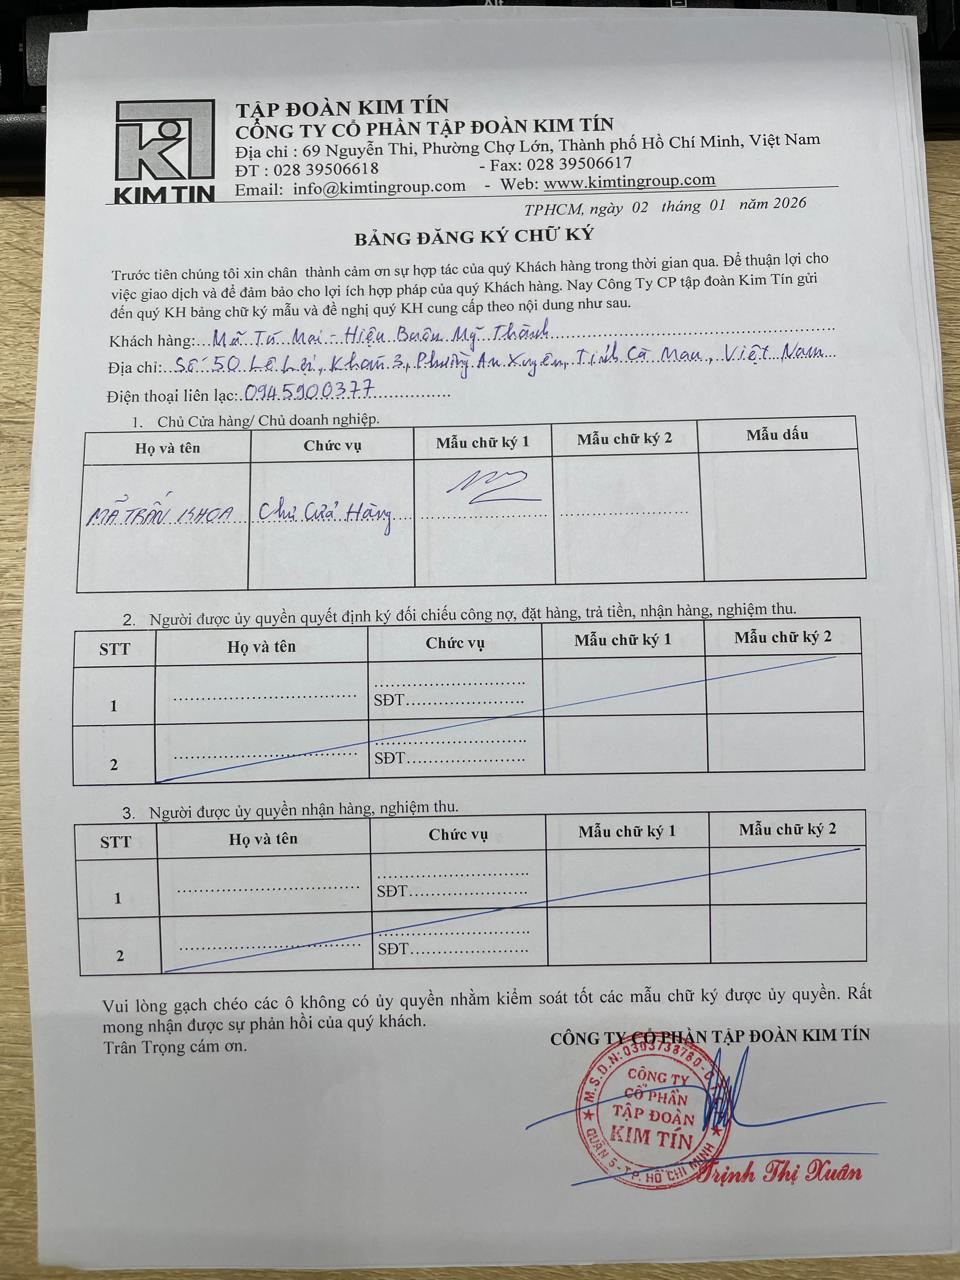 KIM TIN
TẬP ĐOÀN KIM TÍN
CÔNG TY CỔ PHẦN TẬP ĐOÀN KIM TÍN
Địa chỉ : 69 Nguyễn Thi, Phường Chợ Lớn, Thành phố Hồ Chí Minh, Việt Nam
ĐT : 028 39506618 - Fax: 028 39506617
Email: info@kimtingroup.com - Web: www.kimtingroup.com
TPHCM, ngày 02 tháng 01 năm 2026
BẢNG ĐĂNG KÝ CHỮ KÝ
Trước tiên chúng tôi xin chân thành cảm ơn sự hợp tác của quý Khách hàng trong thời gian qua. Để thuận lợi cho
việc giao dịch và để đảm bảo cho lợi ích hợp pháp của quý Khách hàng. Nay Công Ty CP tập đoàn Kim Tín gửi
đến quý KH bảng chữ ký mẫu và đề nghị quý KH cung cấp theo nội dung như sau.
Khách hàng: Mã Tú Mai - Hiệu Buôn Mỹ Thành
Địa chỉ: Số 50 Lê Lợi, Khóm 3, Phường An Xuyên, Tỉnh Cà Mau, Việt Nam
Điện thoại liên lạc: 0945900377
1. Chủ Cửa hàng/ Chủ doanh nghiệp.
Họ và tên Chức vụ Mẫu chữ ký 1 Mẫu chữ ký 2 Mẫu dấu
MÃ TRẤN KHOA Chủ Cửa Hàng
2. Người được ủy quyền quyết định ký đối chiếu công nợ, đặt hàng, trả tiền, nhận hàng, nghiệm thu.
STT Họ và tên Chức vụ Mẫu chữ ký 1 Mẫu chữ ký 2
1 SĐT
2 SĐT
3. Người được ủy quyền nhận hàng, nghiệm thu.
STT Họ và tên Chức vụ Mẫu chữ ký 1 Mẫu chữ ký 2
1 SĐT
2 SĐT
Vui lòng gạch chéo các ô không có ủy quyền nhằm kiểm soát tốt các mẫu chữ ký được ủy quyền. Rất
mong nhận được sự phản hồi của quý khách.
Trân Trọng cám ơn.
CÔNG TY CỔ PHẦN TẬP ĐOÀN KIM TÍN
M.S.D.N: 0303738780
CÔNG TY
CỔ PHẦN
TẬP ĐOÀN
KIM TÍN
QUẬN 5 - TP. HỒ CHÍ MINH
Trịnh Thị Xuân